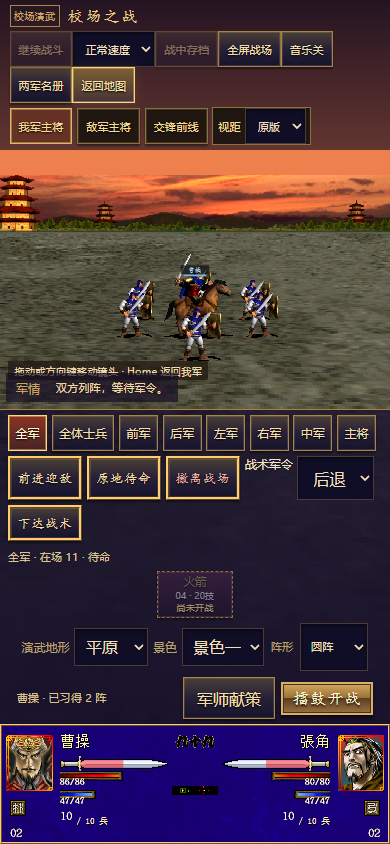 校场演武 校场之战
继续战斗 正常速度 战中存档 全屏战场 音乐关
两军名册 返回地图
我军主将 敌军主将 交锋前线 视距 原版
曹操
拖动或方向键移动镜头 · Home 返回我军
军情 双方列阵，等待军令。
全军 全体士兵 前军 后军 左军 右军 中军 主将
前进迎敌 原地待命 撤离战场 战术军令 后退
下达战术
全军 · 在场 11 · 待命
火箭
04 · 20技
尚未开战
演武地形 平原 景色 景色一 阵形 圆阵
曹操 · 已习得 2 阵
军师献策 擂鼓开战
曹操 張角
86/86 80/80
47/47 47/47
10 / 10 兵 10 / 10 兵
02 02